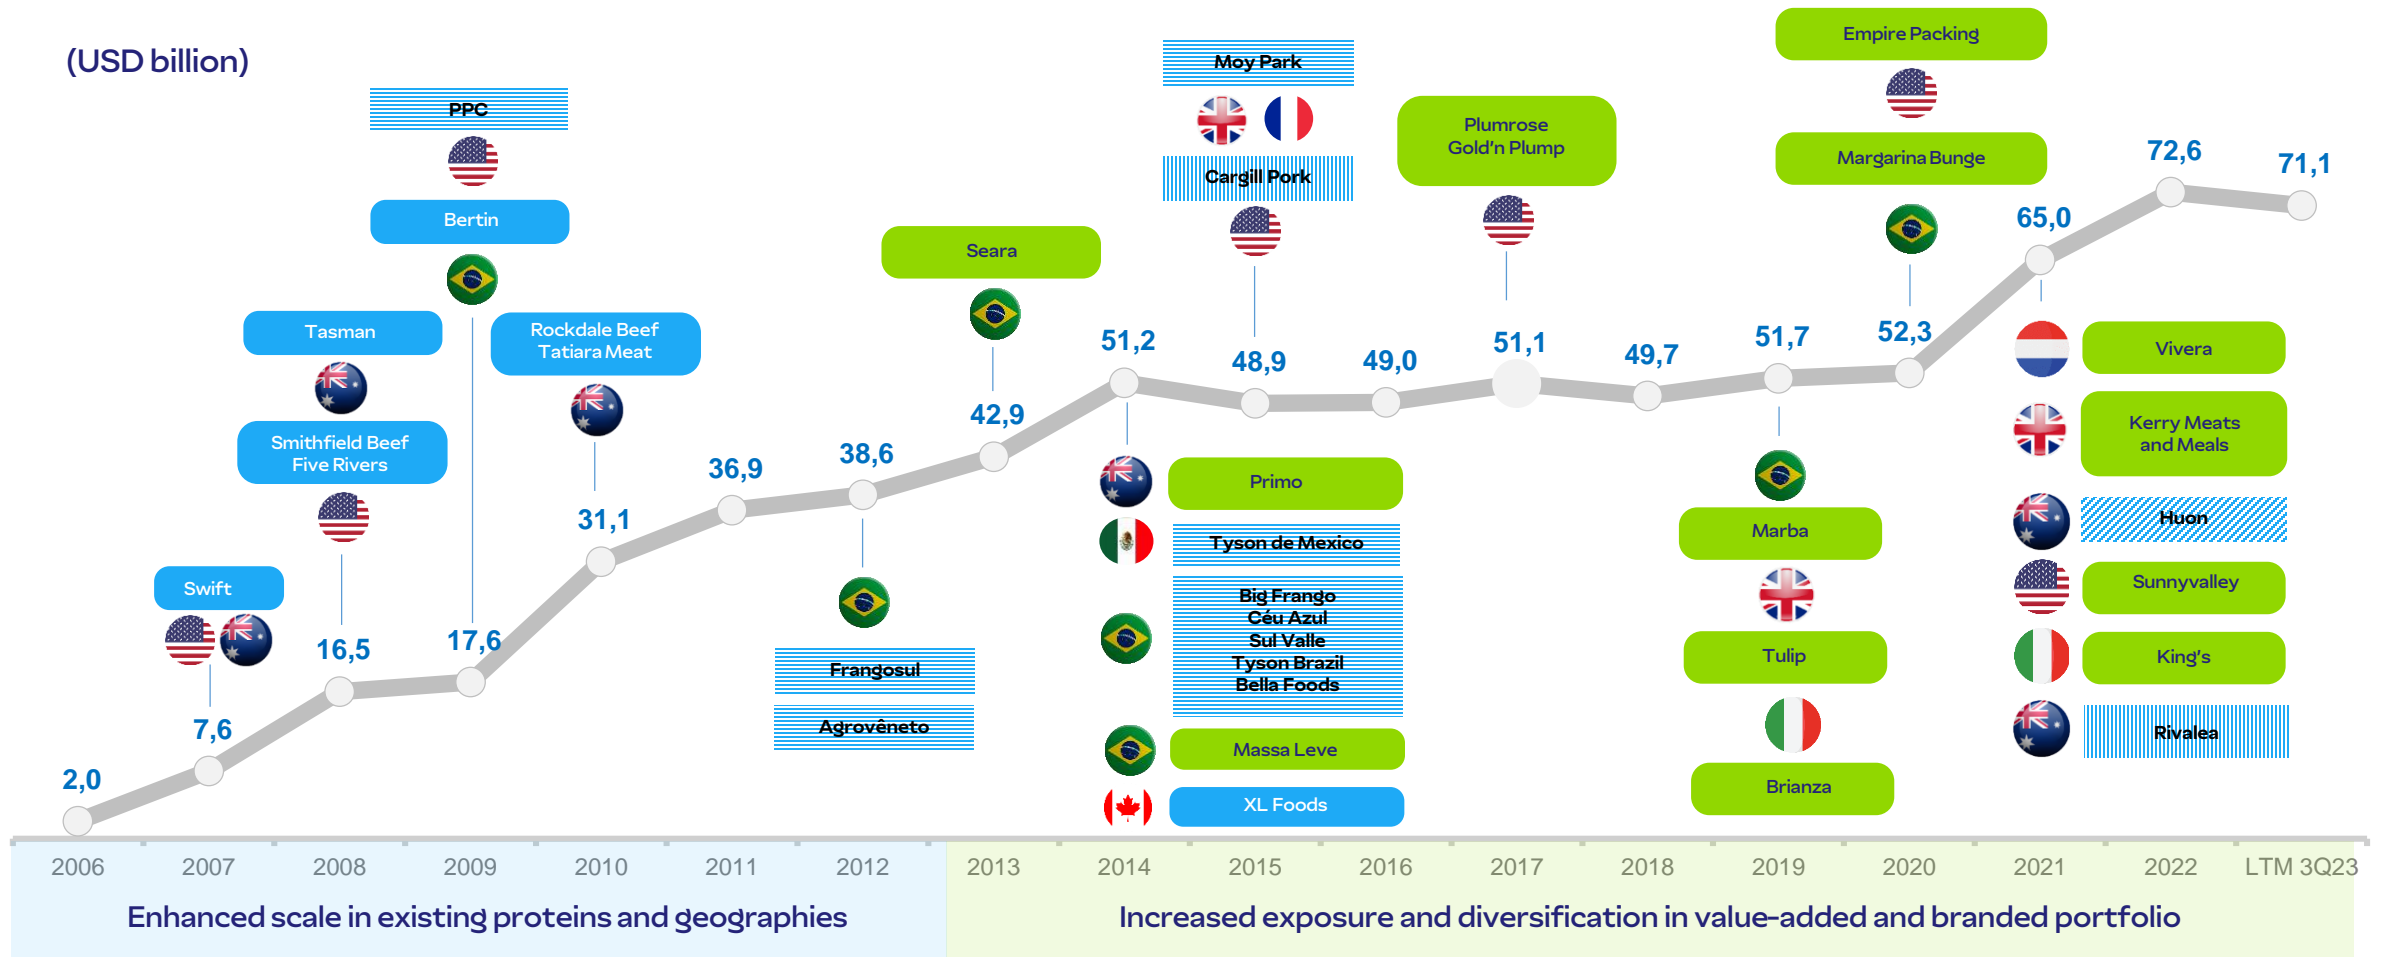 (USD billion)
PPC
Bertin
Tasman
Smithfield Beef
Five Rivers
Swift
Rockdale Beef
Tatiara Meat
Frangosul
Agrovêneto
Seara
Moy Park
Cargill Pork
Primo
Tyson de Mexico
Big Frango
Céu Azul
Sul Valle
Tyson Brazil
Bella Foods
Massa Leve
XL Foods
Plumrose
Gold'n Plump
Marba
Tulip
Brianza
Empire Packing
Margarina Bunge
Vivera
Kerry Meats
and Meals
Huon
Sunnyvalley
King's
Rivalea
2,0
7,6
16,5
17,6
31,1
36,9
38,6
42,9
51,2
48,9
49,0
51,1
49,7
51,7
52,3
65,0
72,6
71,1
2006 2007 2008 2009 2010 2011 2012 2013 2014 2015 2016 2017 2018 2019 2020 2021 2022 LTM 3Q23
Enhanced scale in existing proteins and geographies
Increased exposure and diversification in value-added and branded portfolio